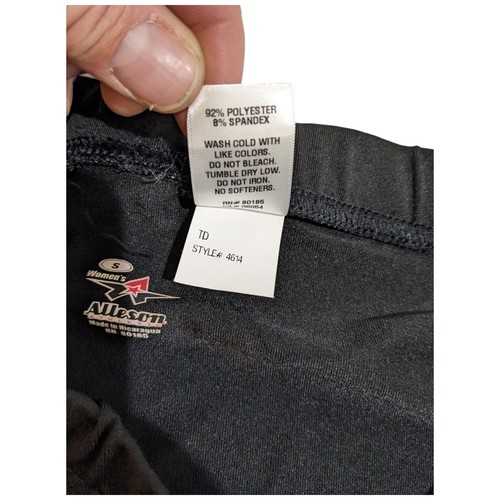 92% POLYESTER
8% SPANDEX
WASH COLD WITH
LIKE COLORS.
DO NOT BLEACH.
TUMBLE DRY LOW.
DO NOT IRON.
NO SOFTENERS.
RN# 80185
TD
STYLE# 4614
S
Women's
Alleson
Made in Nicaragua
RN 80185